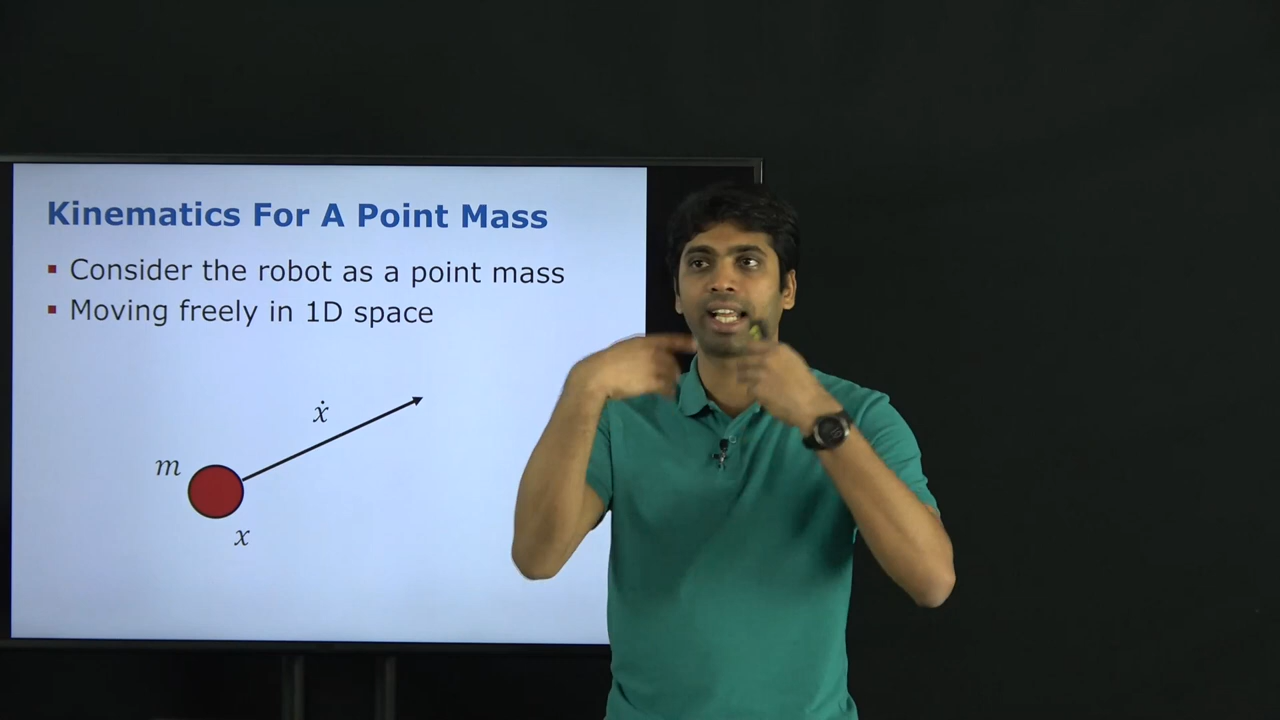 Kinematics For A Point Mass
▪ Consider the robot as a point mass
▪ Moving freely in 1D space
ẋ
m
x